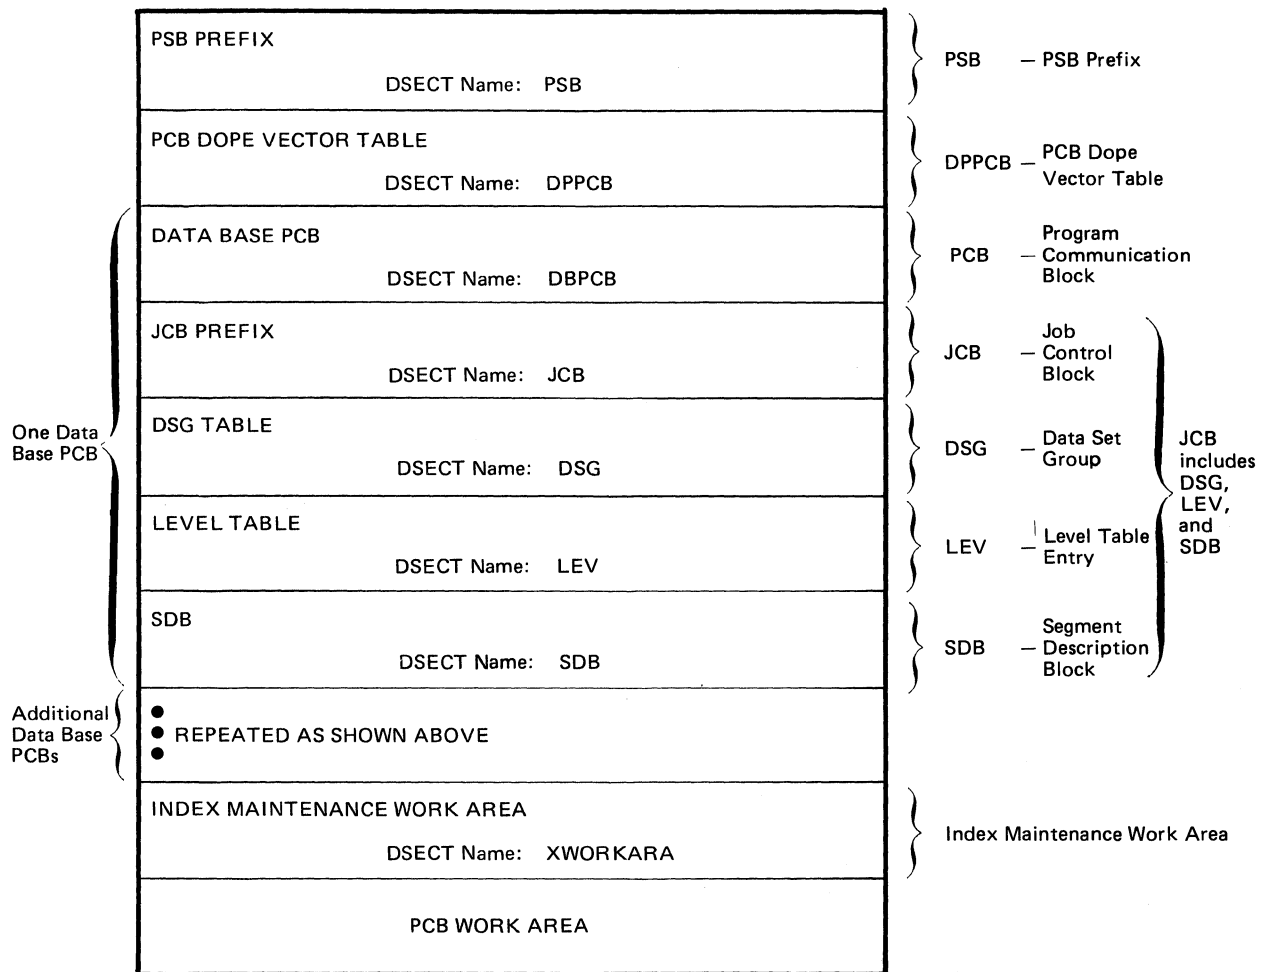 PSB PREFIX
DSECT Name: PSB
PSB – PSB Prefix
PCB DOPE VECTOR TABLE
DSECT Name: DPPCB
DPPCB – PCB Dope
Vector Table
DATA BASE PCB
DSECT Name: DBPCB
PCB – Program
Communication
Block
JCB PREFIX
DSECT Name: JCB
JCB – Job
Control
Block
One Data
Base PCB
DSG TABLE
DSECT Name: DSG
DSG – Data Set
Group
JCB
includes
DSG,
LEV,
and
SDB
LEVEL TABLE
DSECT Name: LEV
LEV – Level Table
Entry
SDB
DSECT Name: SDB
SDB – Segment
Description
Block
Additional
Data Base
PCBs
● ● ● REPEATED AS SHOWN ABOVE
INDEX MAINTENANCE WORK AREA
DSECT Name: XWORKARA
Index Maintenance Work Area
PCB WORK AREA